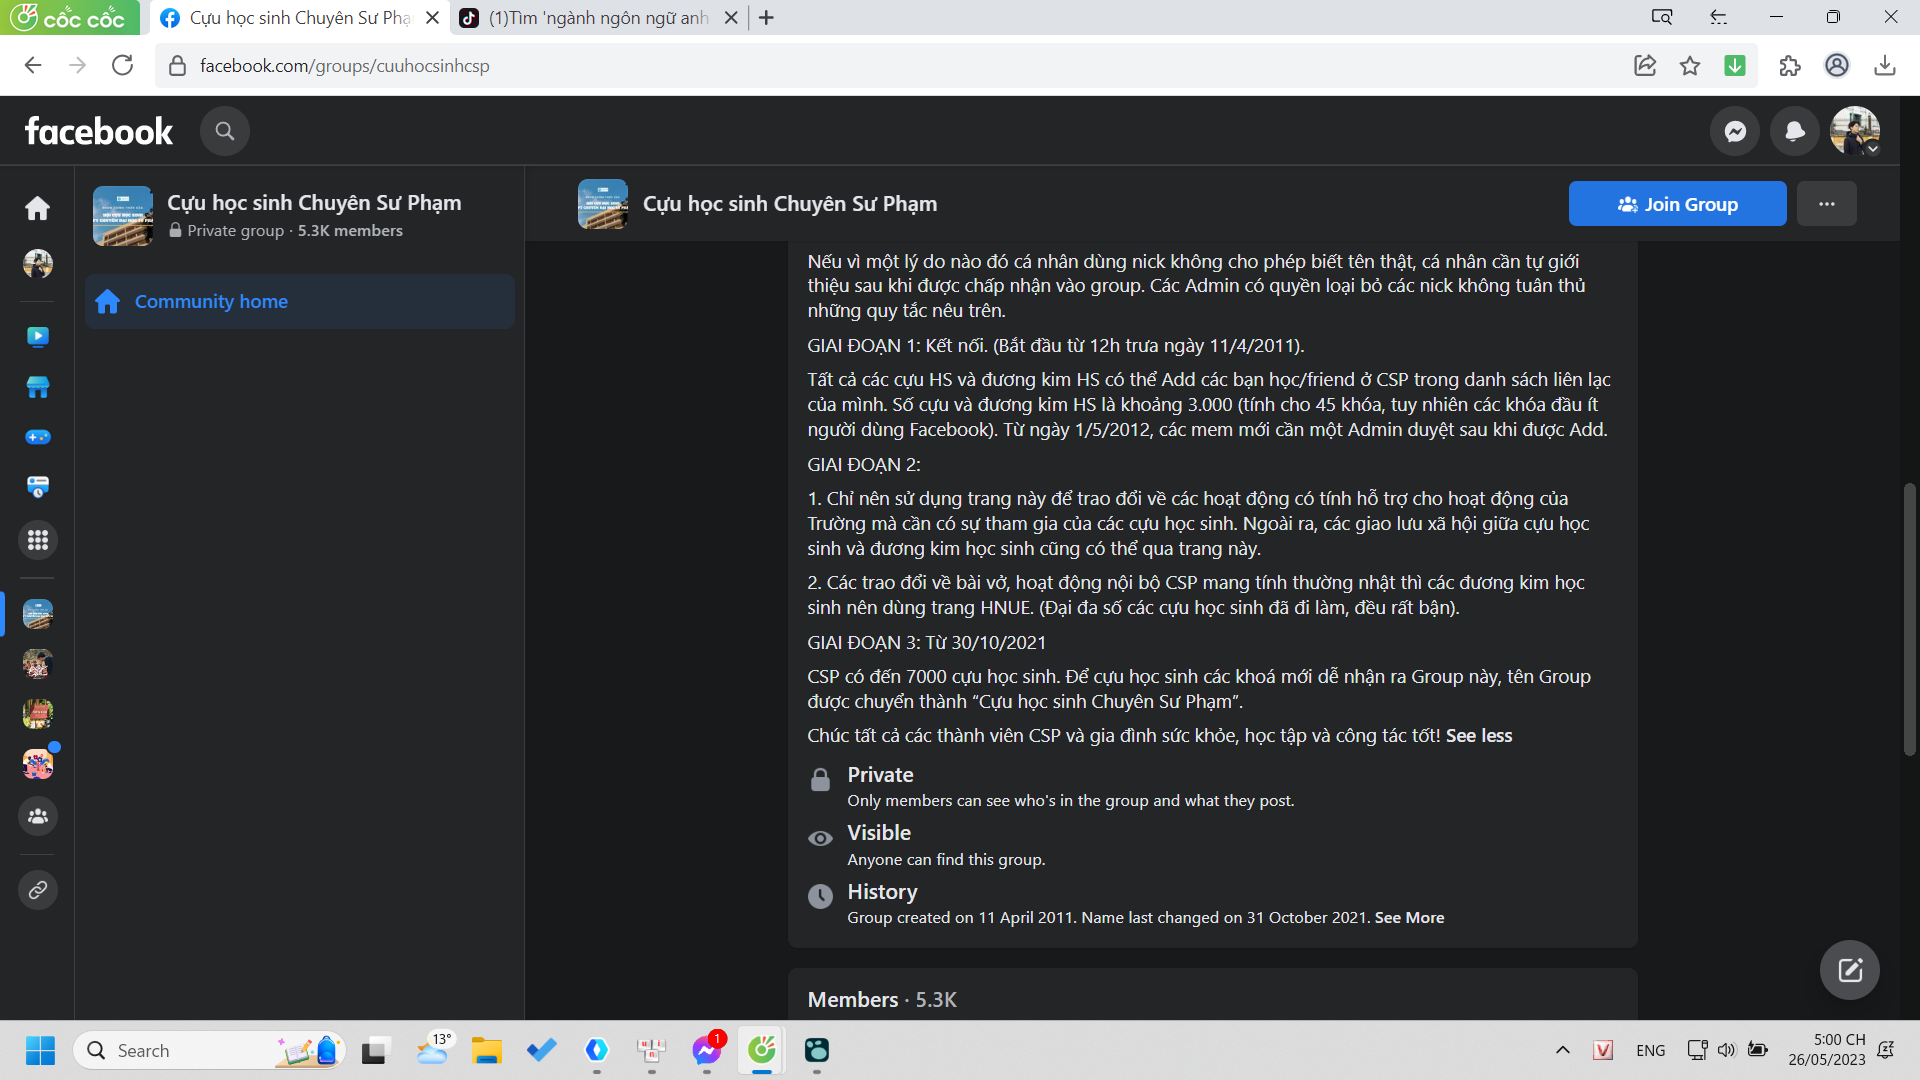 cốc cốc
Cựu học sinh Chuyên Sư Phạ
(1)Tìm 'ngành ngôn ngữ anh
facebook.com/groups/cuuhocsinhcsp
facebook
Cựu học sinh Chuyên Sư Phạm
Private group · 5.3K members
Community home
Cựu học sinh Chuyên Sư Phạm
Join Group
Nếu vì một lý do nào đó cá nhân dùng nick không cho phép biết tên thật, cá nhân cần tự giới
thiệu sau khi được chấp nhận vào group. Các Admin có quyền loại bỏ các nick không tuân thủ
những quy tắc nêu trên.
GIAI ĐOẠN 1: Kết nối. (Bắt đầu từ 12h trưa ngày 11/4/2011).
Tất cả các cựu HS và đương kim HS có thể Add các bạn học/friend ở CSP trong danh sách liên lạc
của mình. Số cựu và đương kim HS là khoảng 3.000 (tính cho 45 khóa, tuy nhiên các khóa đầu ít
người dùng Facebook). Từ ngày 1/5/2012, các mem mới cần một Admin duyệt sau khi được Add.
GIAI ĐOẠN 2:
1. Chỉ nên sử dụng trang này để trao đổi về các hoạt động có tính hỗ trợ cho hoạt động của
Trường mà cần có sự tham gia của các cựu học sinh. Ngoài ra, các giao lưu xã hội giữa cựu học
sinh và đương kim học sinh cũng có thể qua trang này.
2. Các trao đổi về bài vở, hoạt động nội bộ CSP mang tính thường nhật thì các đương kim học
sinh nên dùng trang HNUE. (Đại đa số các cựu học sinh đã đi làm, đều rất bận).
GIAI ĐOẠN 3: Từ 30/10/2021
CSP có đến 7000 cựu học sinh. Để cựu học sinh các khoá mới dễ nhận ra Group này, tên Group
được chuyển thành “Cựu học sinh Chuyên Sư Phạm”.
Chúc tất cả các thành viên CSP và gia đình sức khỏe, học tập và công tác tốt! See less
Private
Only members can see who's in the group and what they post.
Visible
Anyone can find this group.
History
Group created on 11 April 2011. Name last changed on 31 October 2021. See More
Members · 5.3K
Search
13°
1
V
ENG
5:00 CH
26/05/2023